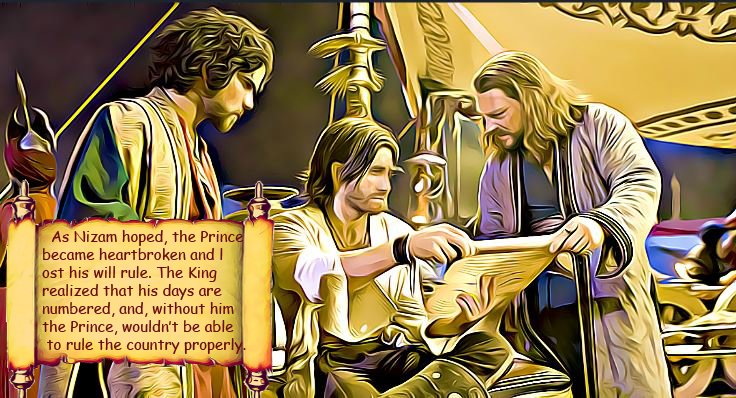 As Nizam hoped, the Prince
became heartbroken and l
ost his will rule. The King
realized that his days are
numbered, and, without him
the Prince, wouldn't be able
to rule the country properly.